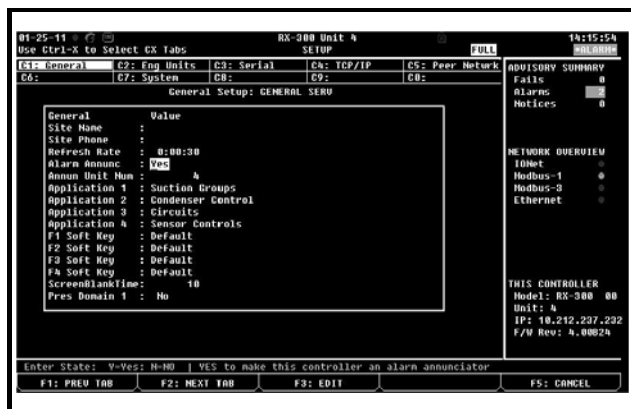 01-25-11 RX-300 Unit 4 14:15:54
Use Ctrl-X to Select CX Tabs SETUP FULL *ALARM*
C1: General C2: Eng Units C3: Serial C4: TCP/IP C5: Peer Network
C6: C7: System C8: C9: C0:
General Setup: GENERAL SERV
General Value
Site Name :
Site Phone :
Refresh Rate : 0:00:30
Alarm Annunc : Yes
Annun Unit Num : 4
Application 1 : Suction Groups
Application 2 : Condenser Control
Application 3 : Circuits
Application 4 : Sensor Controls
F1 Soft Key : Default
F2 Soft Key : Default
F3 Soft Key : Default
F4 Soft Key : Default
ScreenBlankTime: 10
Pres Domain 1 : No
ADVISORY SUMMARY
Fails 0
Alarms 2
Notices 0
NETWORK OVERVIEW
IONet
Modbus-1
Modbus-3
Ethernet
THIS CONTROLLER
Model: RX-300 00
Unit: 4
IP: 10.212.237.232
F/W Rev: 4.00B24
Enter State: Y=Yes: N=NO | YES to make this controller an alarm annunciator
F1: PREV TAB F2: NEXT TAB F3: EDIT F5: CANCEL